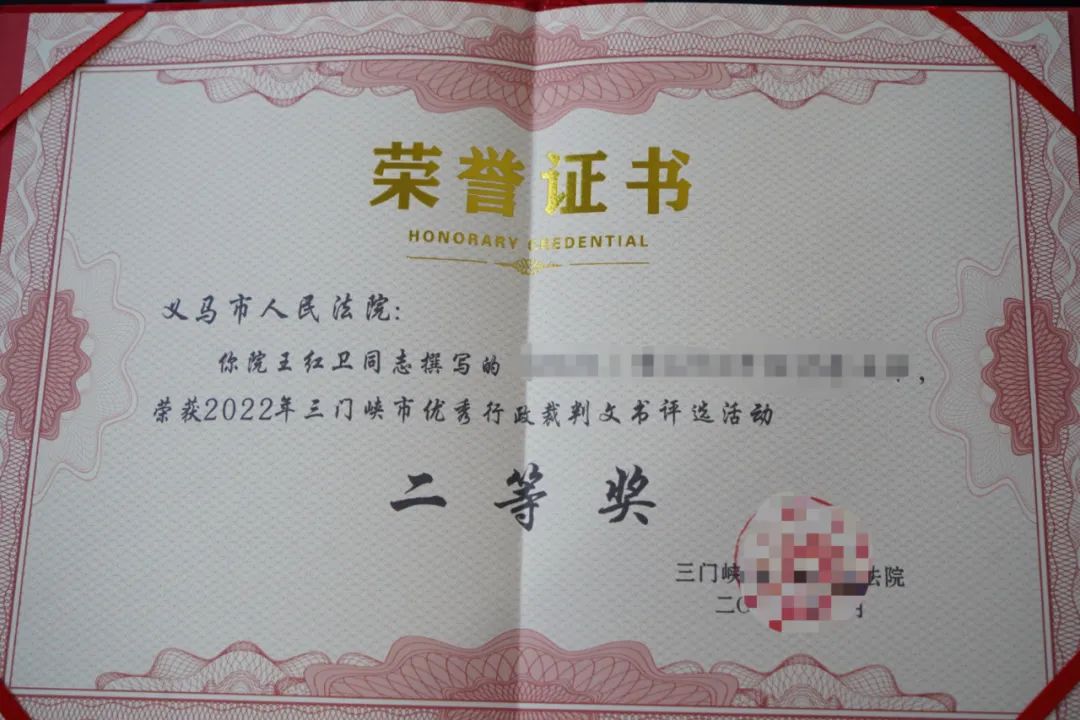 荣誉证书
HONORARY CREDENTIAL
义马市人民法院:
你院王红卫同志撰写的
荣获2022年三门峡市优秀行政裁判文书评选活动
二等奖
三门峡 法院
二〇